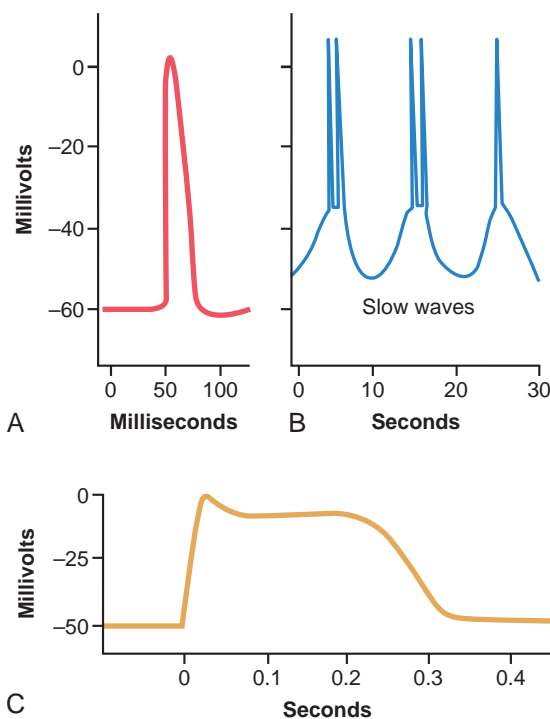 Millivolts
0
−20
−40
−60
0 50 100
Milliseconds
A
Slow waves
0 10 20 30
Seconds
B
Millivolts
0
−25
−50
0 0.1 0.2 0.3 0.4
Seconds
C